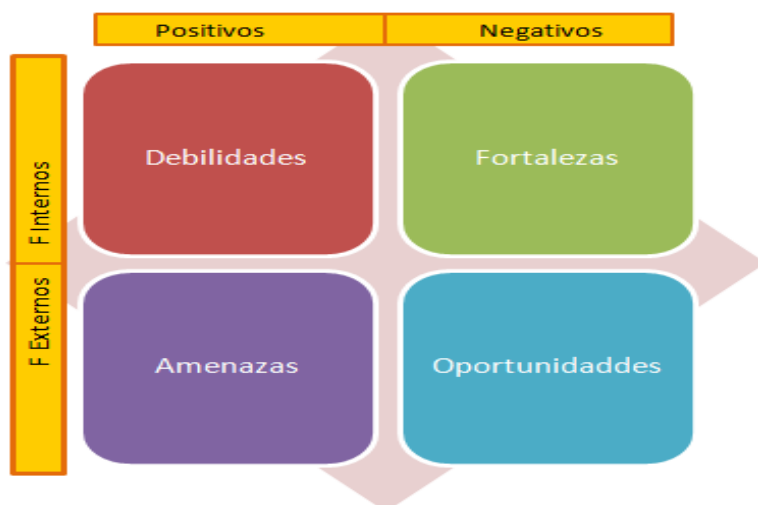 Positivos
Negativos
F Internos
Debilidades
Fortalezas
F Externos
Amenazas
Oportunidaddes